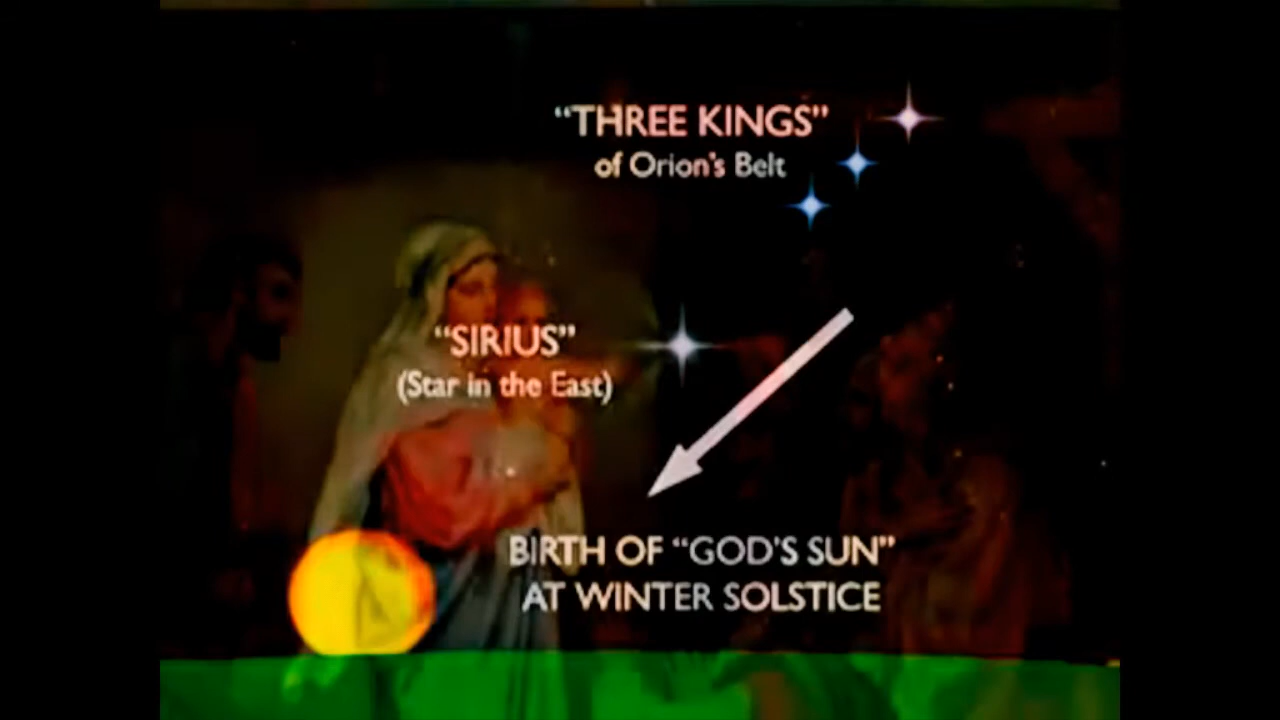 “THREE KINGS”
of Orion's Belt
“SIRIUS”
(Star in the East)
BIRTH OF “GOD'S SUN”
AT WINTER SOLSTICE